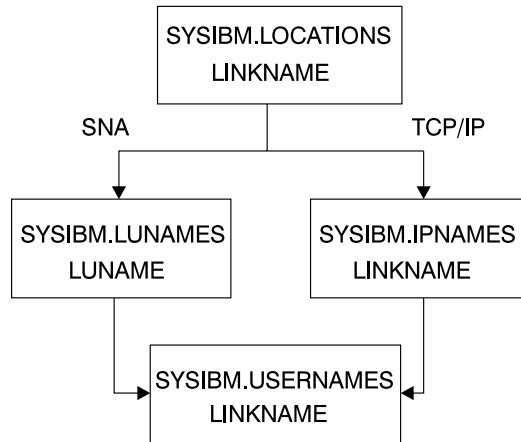 SYSIBM.LOCATIONS
LINKNAME
SNA
TCP/IP
SYSIBM.LUNAMES
LUNAME
SYSIBM.IPNAMES
LINKNAME
SYSIBM.USERNAMES
LINKNAME